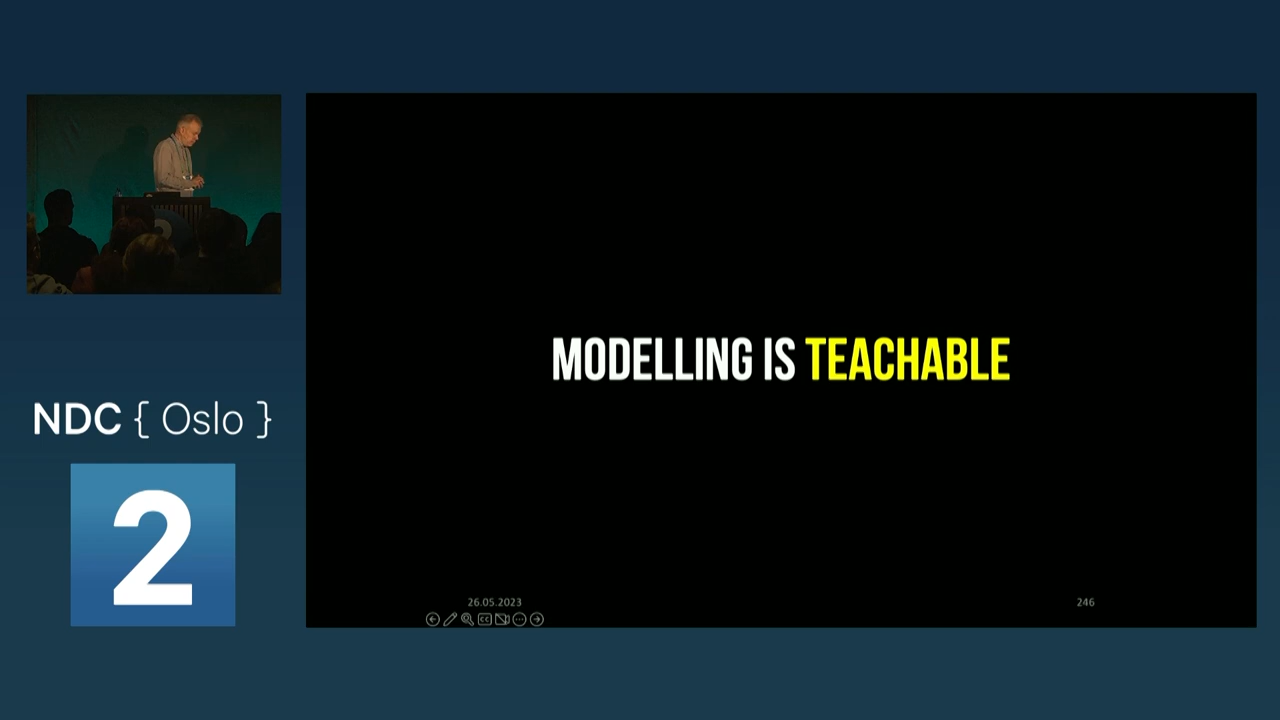 NDC { Oslo }
2
MODELLING IS TEACHABLE
26.05.2023
246